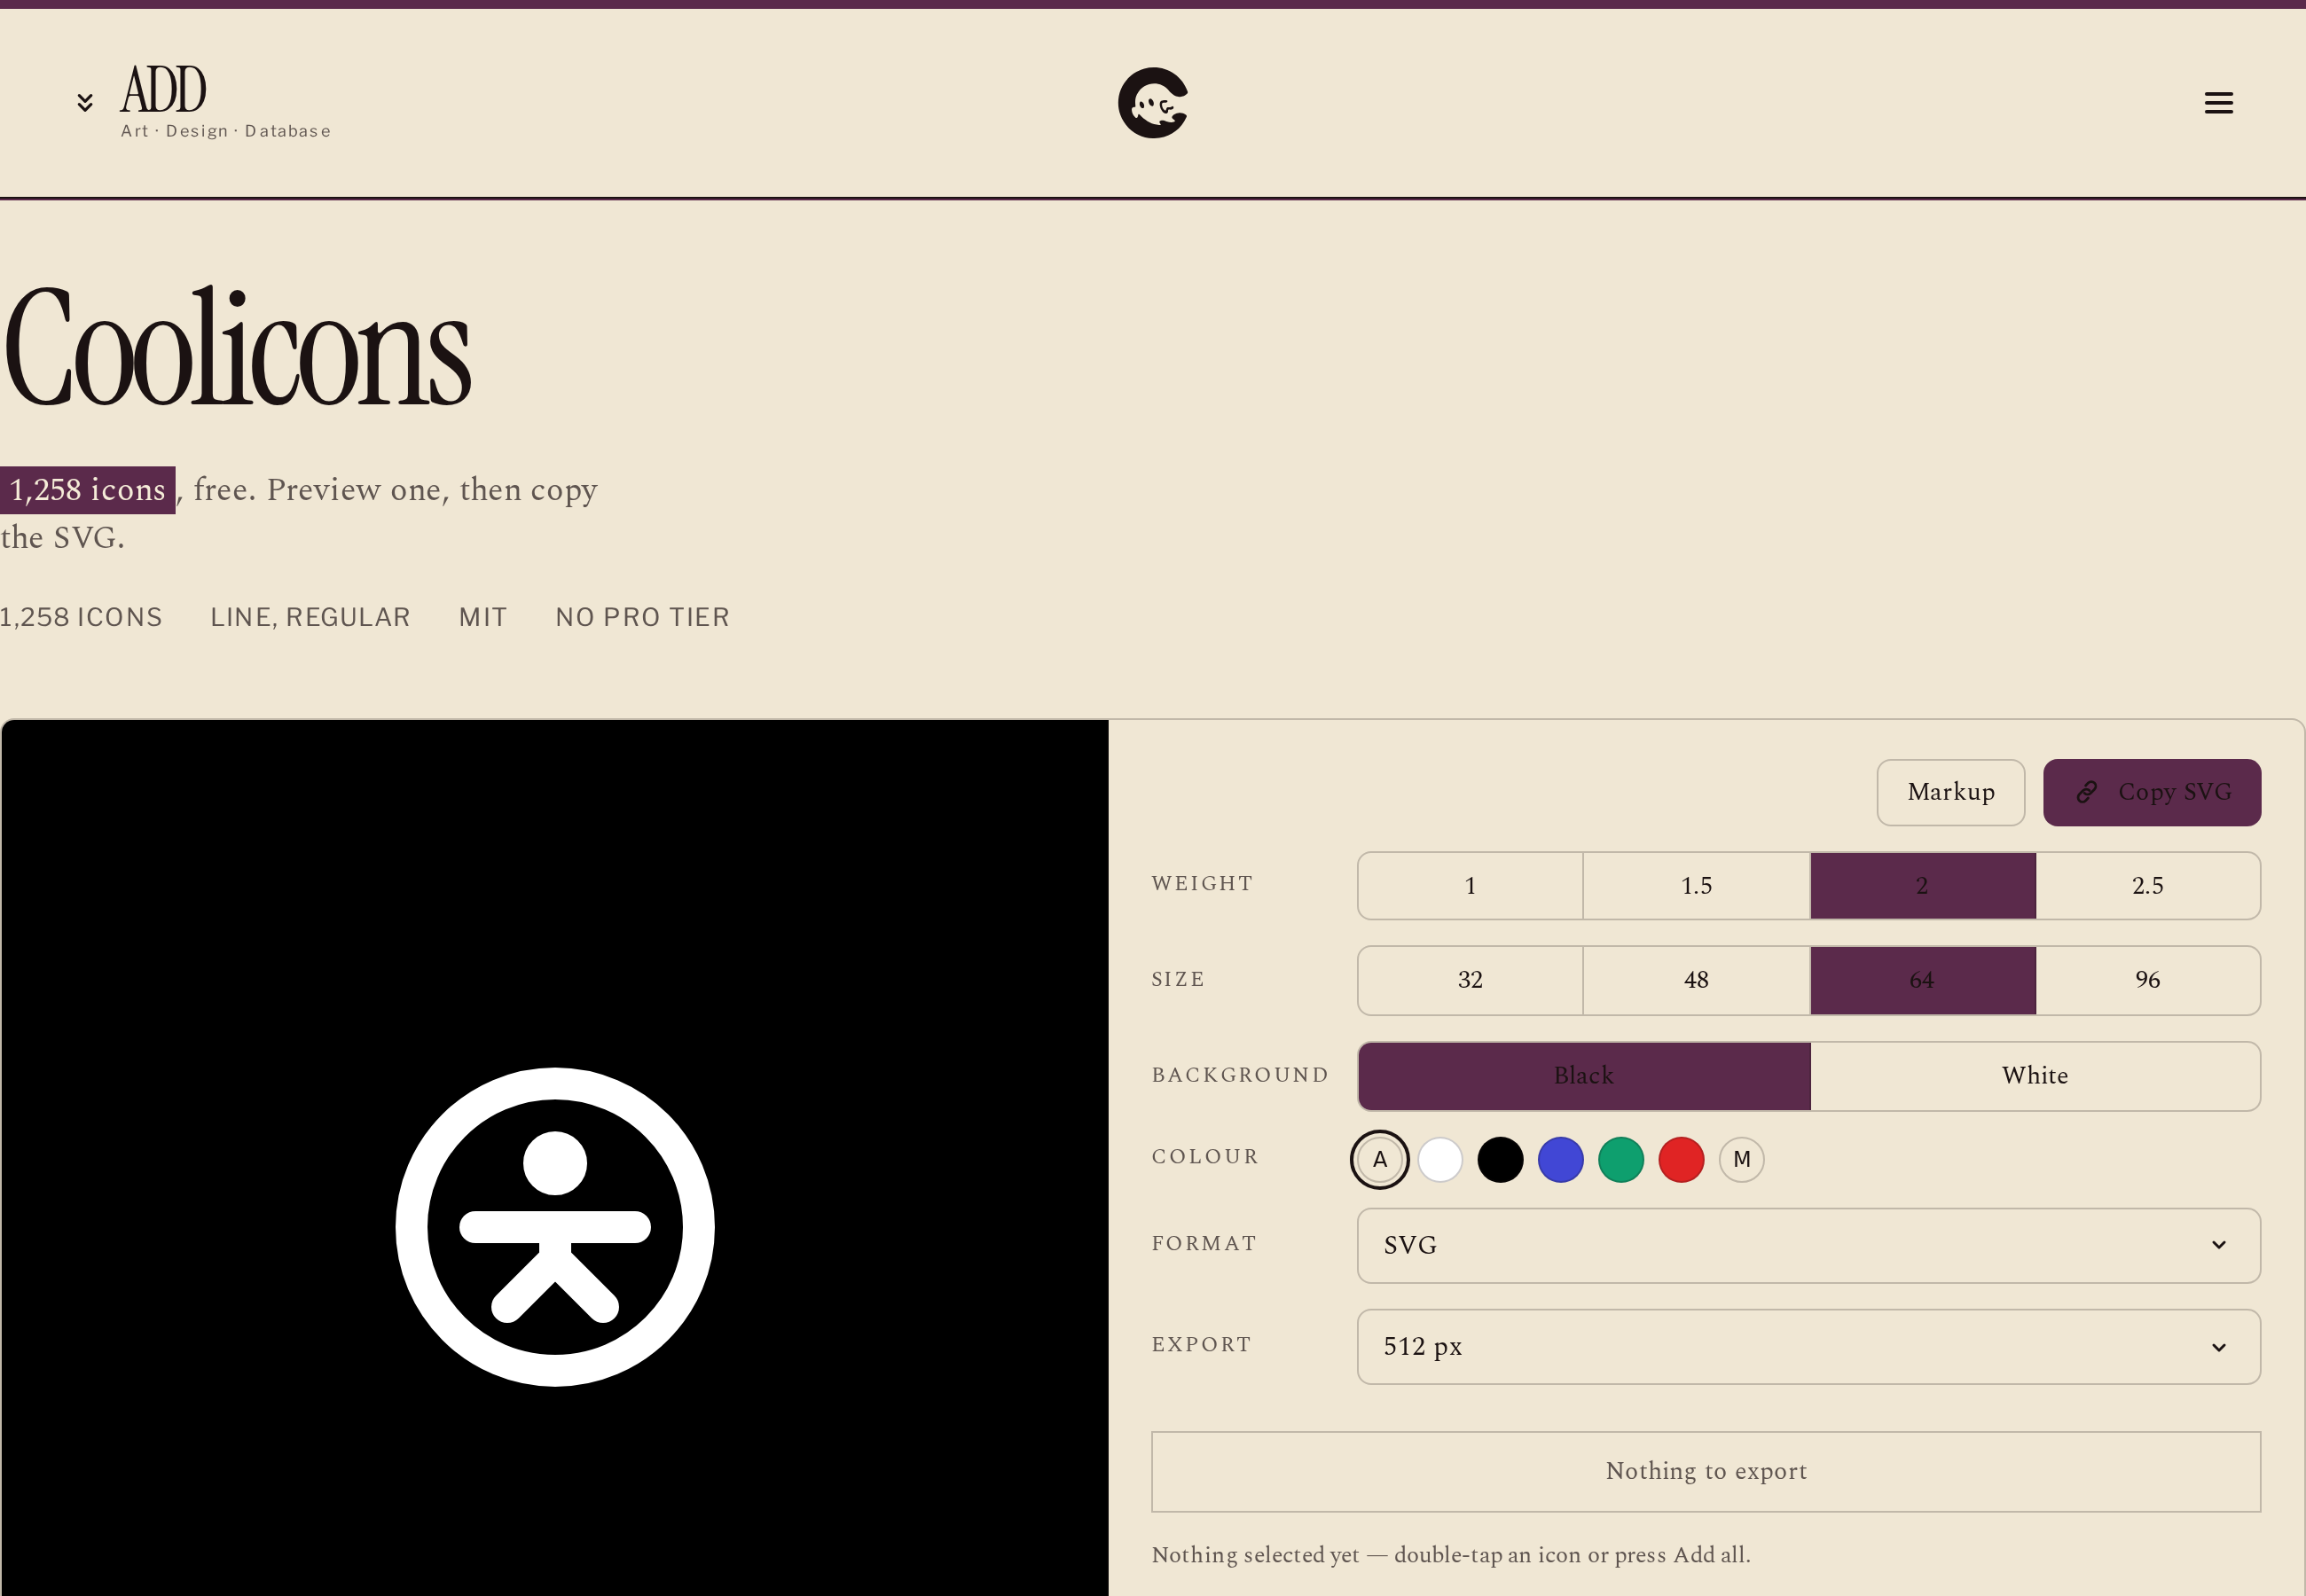 ADD
Art · Design · Database
Coolicons
1,258 icons, free. Preview one, then copy
the SVG.
1,258 ICONS LINE, REGULAR MIT NO PRO TIER
Markup Copy SVG
WEIGHT 1 1.5 2 2.5
SIZE 32 48 64 96
BACKGROUND Black White
COLOUR A M
FORMAT SVG
EXPORT 512 px
Nothing to export
Nothing selected yet — double-tap an icon or press Add all.